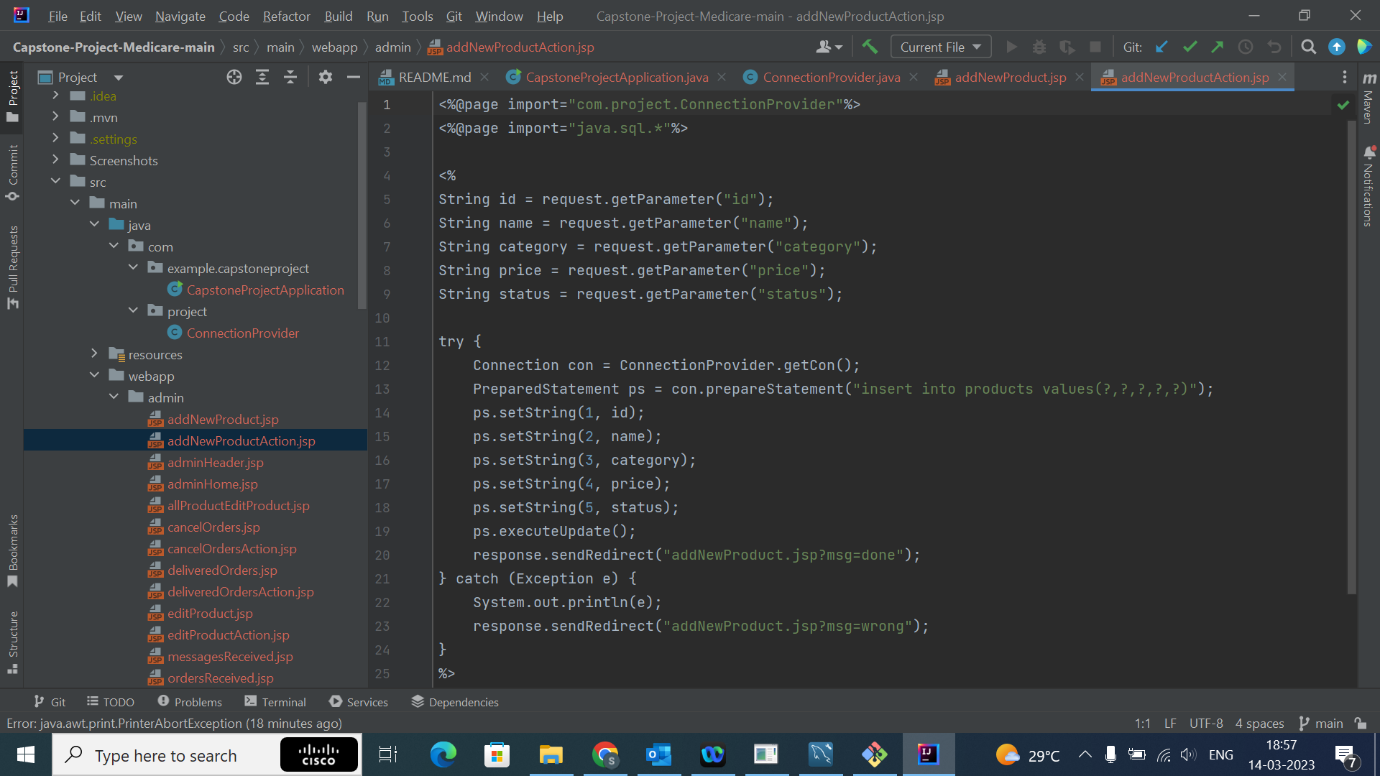 File Edit View Navigate Code Refactor Build Run Tools Git Window Help Capstone-Project-Medicare-main - addNewProductAction.jsp
Capstone-Project-Medicare-main src main webapp admin addNewProductAction.jsp Current File Git:
Project
README.md CapstoneProjectApplication.java ConnectionProvider.java addNewProduct.jsp addNewProductAction.jsp
Project
Commit
Pull Requests
Bookmarks
Structure
.idea
.mvn
.settings
Screenshots
src
main
java
com
example.capstoneproject
CapstoneProjectApplication
project
ConnectionProvider
resources
webapp
admin
addNewProduct.jsp
addNewProductAction.jsp
adminHeader.jsp
adminHome.jsp
allProductEditProduct.jsp
cancelOrders.jsp
cancelOrdersAction.jsp
deliveredOrders.jsp
deliveredOrdersAction.jsp
editProduct.jsp
editProductAction.jsp
messagesReceived.jsp
ordersReceived.jsp
1 <%@page import="com.project.ConnectionProvider"%>
2 <%@page import="java.sql.*"%>
3
4 <%
5 String id = request.getParameter("id");
6 String name = request.getParameter("name");
7 String category = request.getParameter("category");
8 String price = request.getParameter("price");
9 String status = request.getParameter("status");
10
11 try {
12 Connection con = ConnectionProvider.getCon();
13 PreparedStatement ps = con.prepareStatement("insert into products values(?,?,?,?,?)");
14 ps.setString(1, id);
15 ps.setString(2, name);
16 ps.setString(3, category);
17 ps.setString(4, price);
18 ps.setString(5, status);
19 ps.executeUpdate();
20 response.sendRedirect("addNewProduct.jsp?msg=done");
21 } catch (Exception e) {
22 System.out.println(e);
23 response.sendRedirect("addNewProduct.jsp?msg=wrong");
24 }
25 %>
Maven
Notifications
Git TODO Problems Terminal Services Dependencies
Error: java.awt.print.PrinterAbortException (18 minutes ago) 1:1 LF UTF-8 4 spaces main
Type here to search CISCO 29°C ENG 18:57
14-03-2023 7